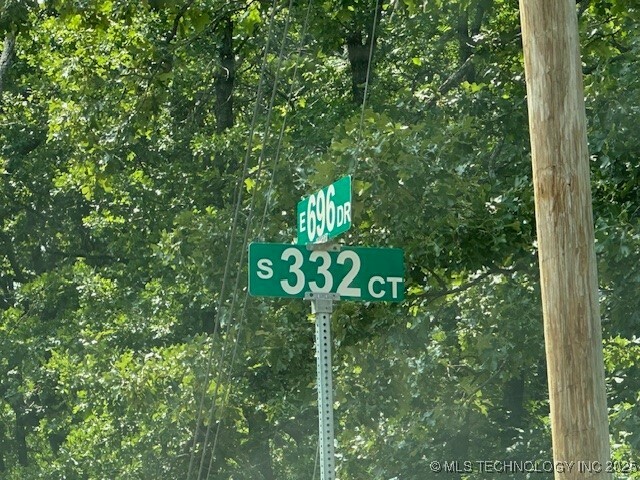 E 696 DR
S 332 CT
©MLS TECHNOLOGY INC 2025